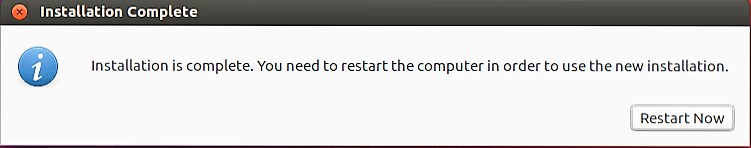 Installation Complete
Installation is complete. You need to restart the computer in order to use the new installation.
Restart Now